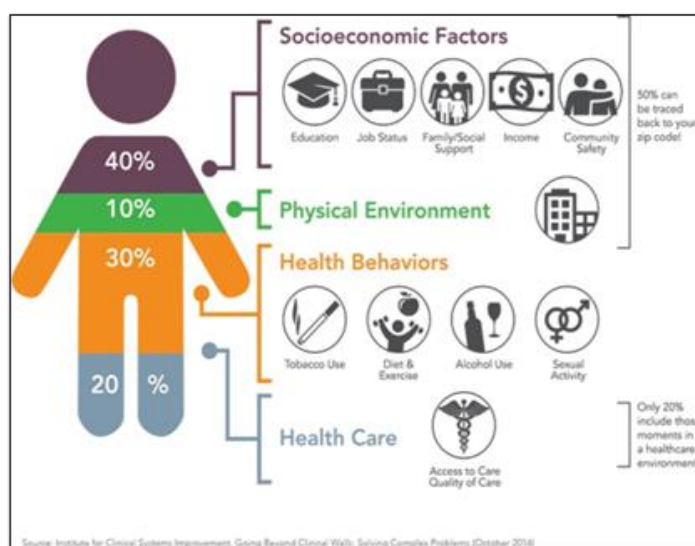 Socioeconomic Factors
Education
Job Status
Family/Social
Support
Income
Community
Safety
50% can
be traced
back to your
zip code!
40%
10%
Physical Environment
30%
Health Behaviors
Tobacco Use
Diet &
Exercise
Alcohol Use
Sexual
Activity
20 %
Health Care
Access to Care
Quality of Care
Only 20%
include those
moments in
a healthcare
environment
Source: Institute for Clinical Systems Improvement, Going Beyond Clinical Walls: Solving Complex Problems (October 2014)